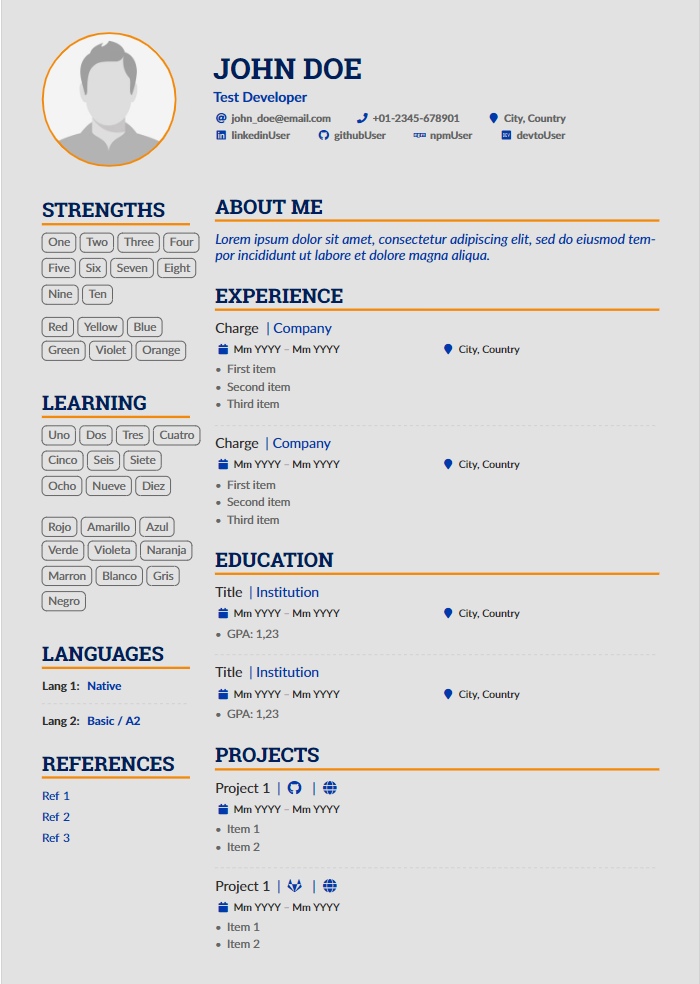 JOHN DOE
Test Developer
john_doe@email.com +01-2345-678901 City, Country
linkedinUser githubUser npm npmUser DEV devtoUser
STRENGTHS
One Two Three Four
Five Six Seven Eight
Nine Ten
Red Yellow Blue
Green Violet Orange
LEARNING
Uno Dos Tres Cuatro
Cinco Seis Siete
Ocho Nueve Diez
Rojo Amarillo Azul
Verde Violeta Naranja
Marron Blanco Gris
Negro
LANGUAGES
Lang 1: Native
Lang 2: Basic / A2
REFERENCES
Ref 1
Ref 2
Ref 3
ABOUT ME
Lorem ipsum dolor sit amet, consectetur adipiscing elit, sed do eiusmod tem-
por incididunt ut labore et dolore magna aliqua.
EXPERIENCE
Charge | Company
Mm YYYY – Mm YYYY City, Country
• First item
• Second item
• Third item
Charge | Company
Mm YYYY – Mm YYYY City, Country
• First item
• Second item
• Third item
EDUCATION
Title | Institution
Mm YYYY – Mm YYYY City, Country
• GPA: 1,23
Title | Institution
Mm YYYY – Mm YYYY City, Country
• GPA: 1,23
PROJECTS
Project 1 | |
Mm YYYY – Mm YYYY
• Item 1
• Item 2
Project 1 | |
Mm YYYY – Mm YYYY
• Item 1
• Item 2